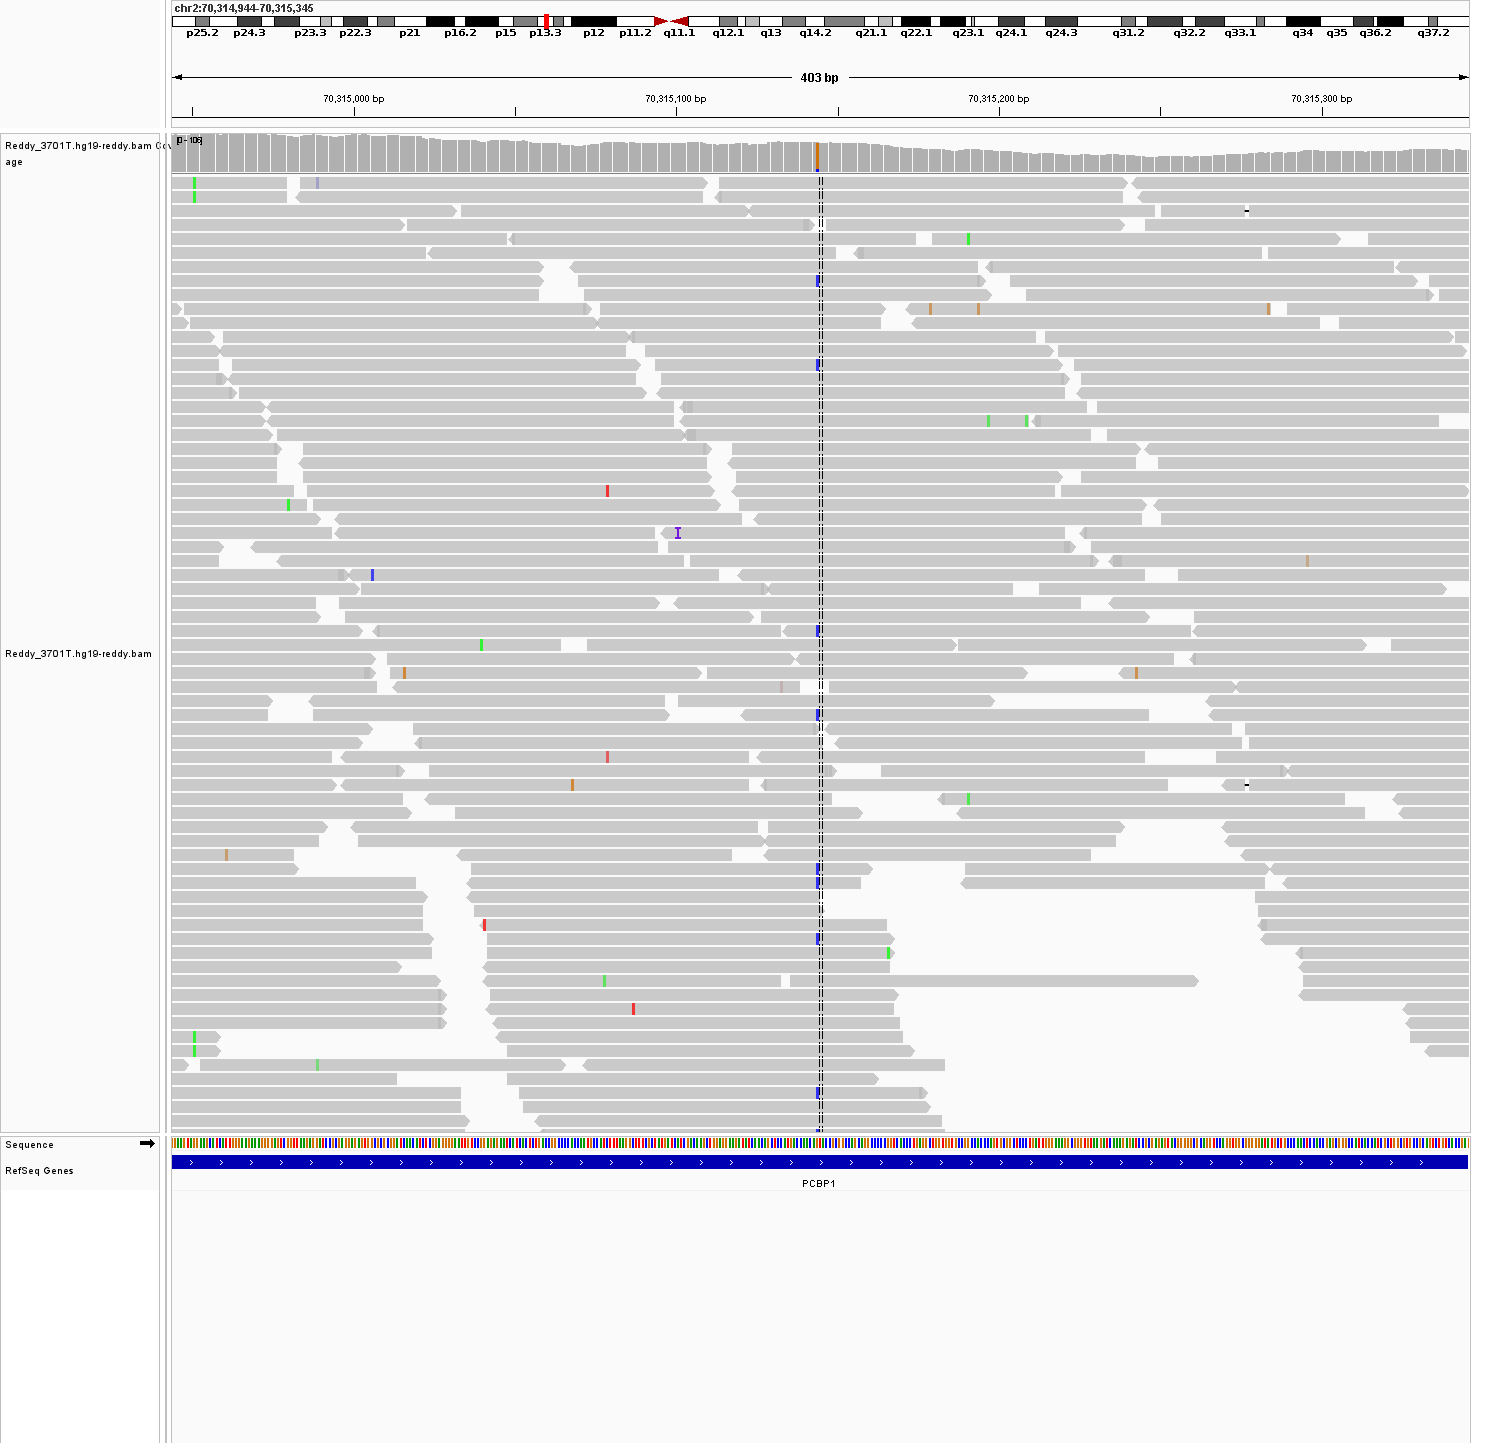 chr2:70,314,944-70,315,345
p25.2 p24.3 p23.3 p22.3 p21 p16.2 p15 p13.3 p12 p11.2 q11.1 q12.1 q13 q14.2 q21.1 q22.1 q23.1 q24.1 q24.3 q31.2 q32.2 q33.1 q34 q35 q36.2 q37.2
403 bp
70,315,000 bp 70,315,100 bp 70,315,200 bp 70,315,300 bp
Reddy_3701T.hg19-reddy.bam Cov
age
[0 - 106]
Reddy_3701T.hg19-reddy.bam
Sequence
RefSeq Genes
PCBP1